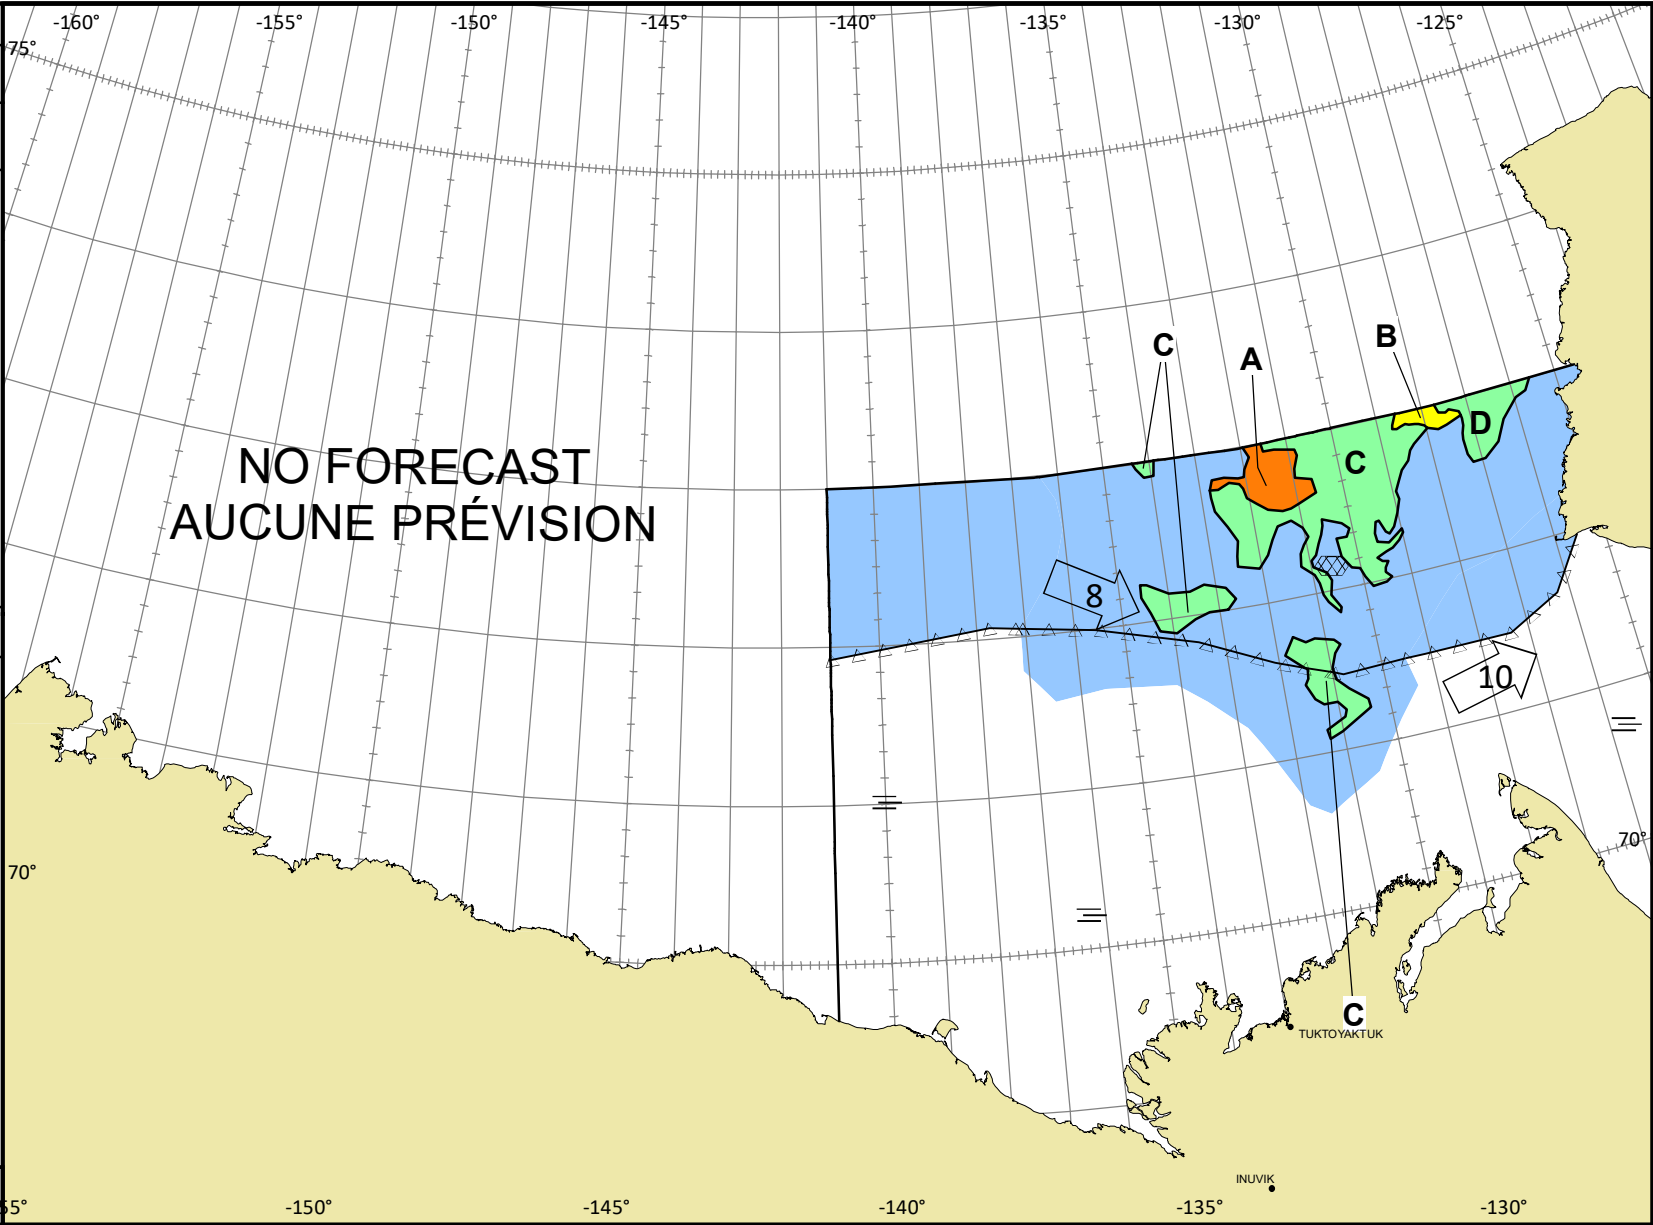 -160° -155° -150° -145° -140° -135° -130° -125°
75°
C A B
D
C
NO FORECAST
AUCUNE PRÉVISION
8
10
70° 70°
C
TUKTOYAKTUK
INUVIK
55° -150° -145° -140° -135° -130°